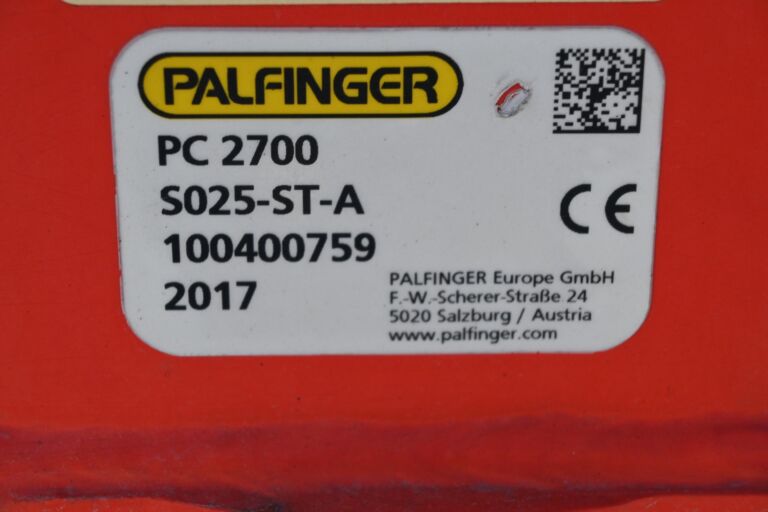 PALFINGER
PC 2700
S025-ST-A
100400759
2017
CE
PALFINGER Europe GmbH
F.-W.-Scherer-Straße 24
5020 Salzburg / Austria
www.palfinger.com